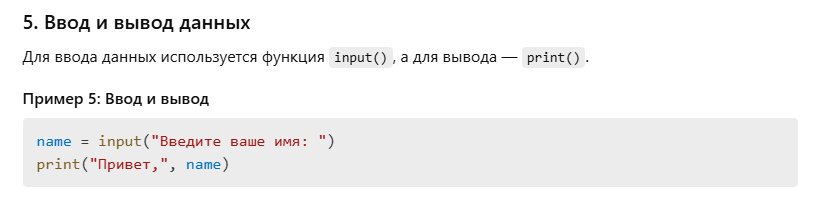 5. Ввод и вывод данных
Для ввода данных используется функция input(), а для вывода — print().
Пример 5: Ввод и вывод
name = input("Введите ваше имя: ")
print("Привет,", name)